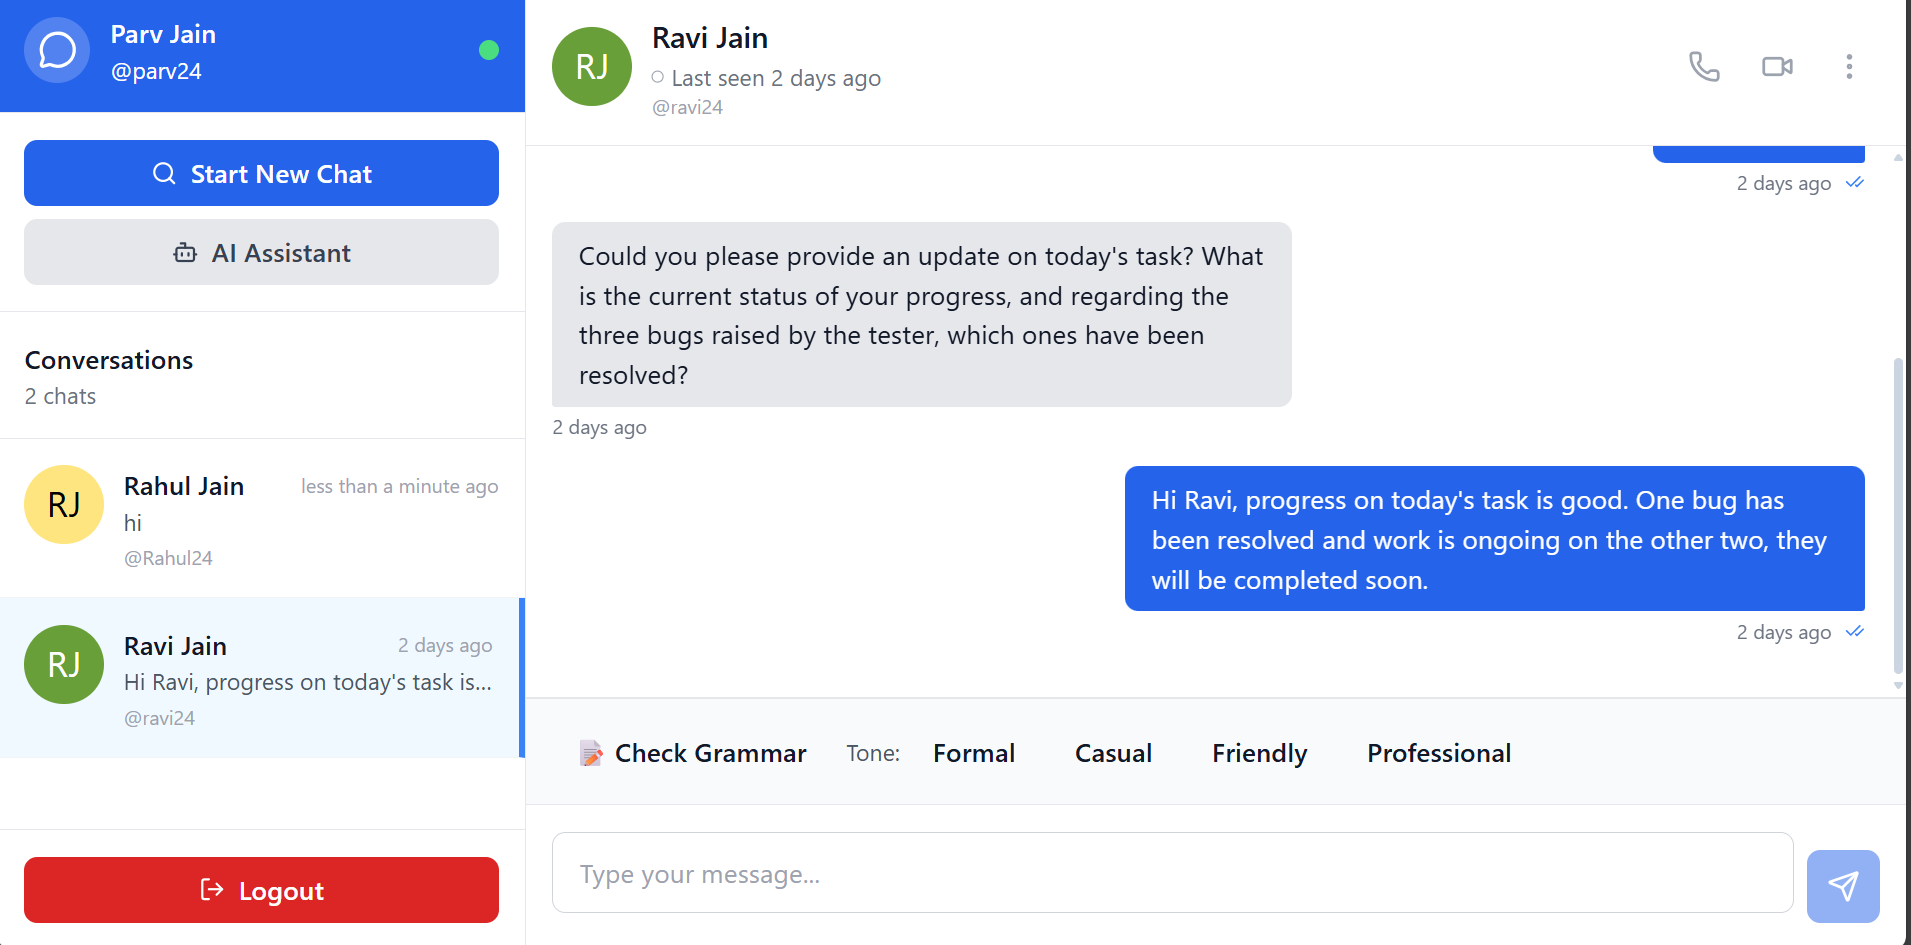 Parv Jain
@parv24
Start New Chat
AI Assistant
Conversations
2 chats
RJ
Rahul Jain
less than a minute ago
hi
@Rahul24
RJ
Ravi Jain
2 days ago
Hi Ravi, progress on today's task is...
@ravi24
Logout
RJ
Ravi Jain
Last seen 2 days ago
@ravi24
2 days ago
Could you please provide an update on today's task? What
is the current status of your progress, and regarding the
three bugs raised by the tester, which ones have been
resolved?
2 days ago
Hi Ravi, progress on today's task is good. One bug has
been resolved and work is ongoing on the other two, they
will be completed soon.
2 days ago
Check Grammar
Tone:
Formal
Casual
Friendly
Professional
Type your message...